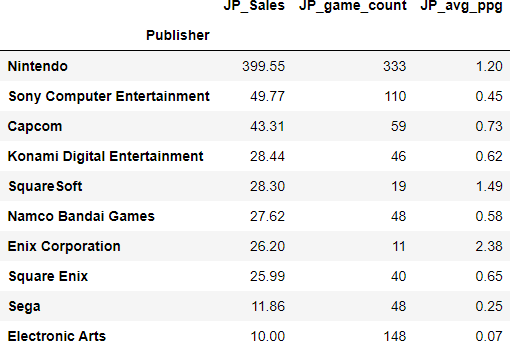 JP_Sales JP_game_count JP_avg_ppg
Publisher
Nintendo 399.55 333 1.20
Sony Computer Entertainment 49.77 110 0.45
Capcom 43.31 59 0.73
Konami Digital Entertainment 28.44 46 0.62
SquareSoft 28.30 19 1.49
Namco Bandai Games 27.62 48 0.58
Enix Corporation 26.20 11 2.38
Square Enix 25.99 40 0.65
Sega 11.86 48 0.25
Electronic Arts 10.00 148 0.07